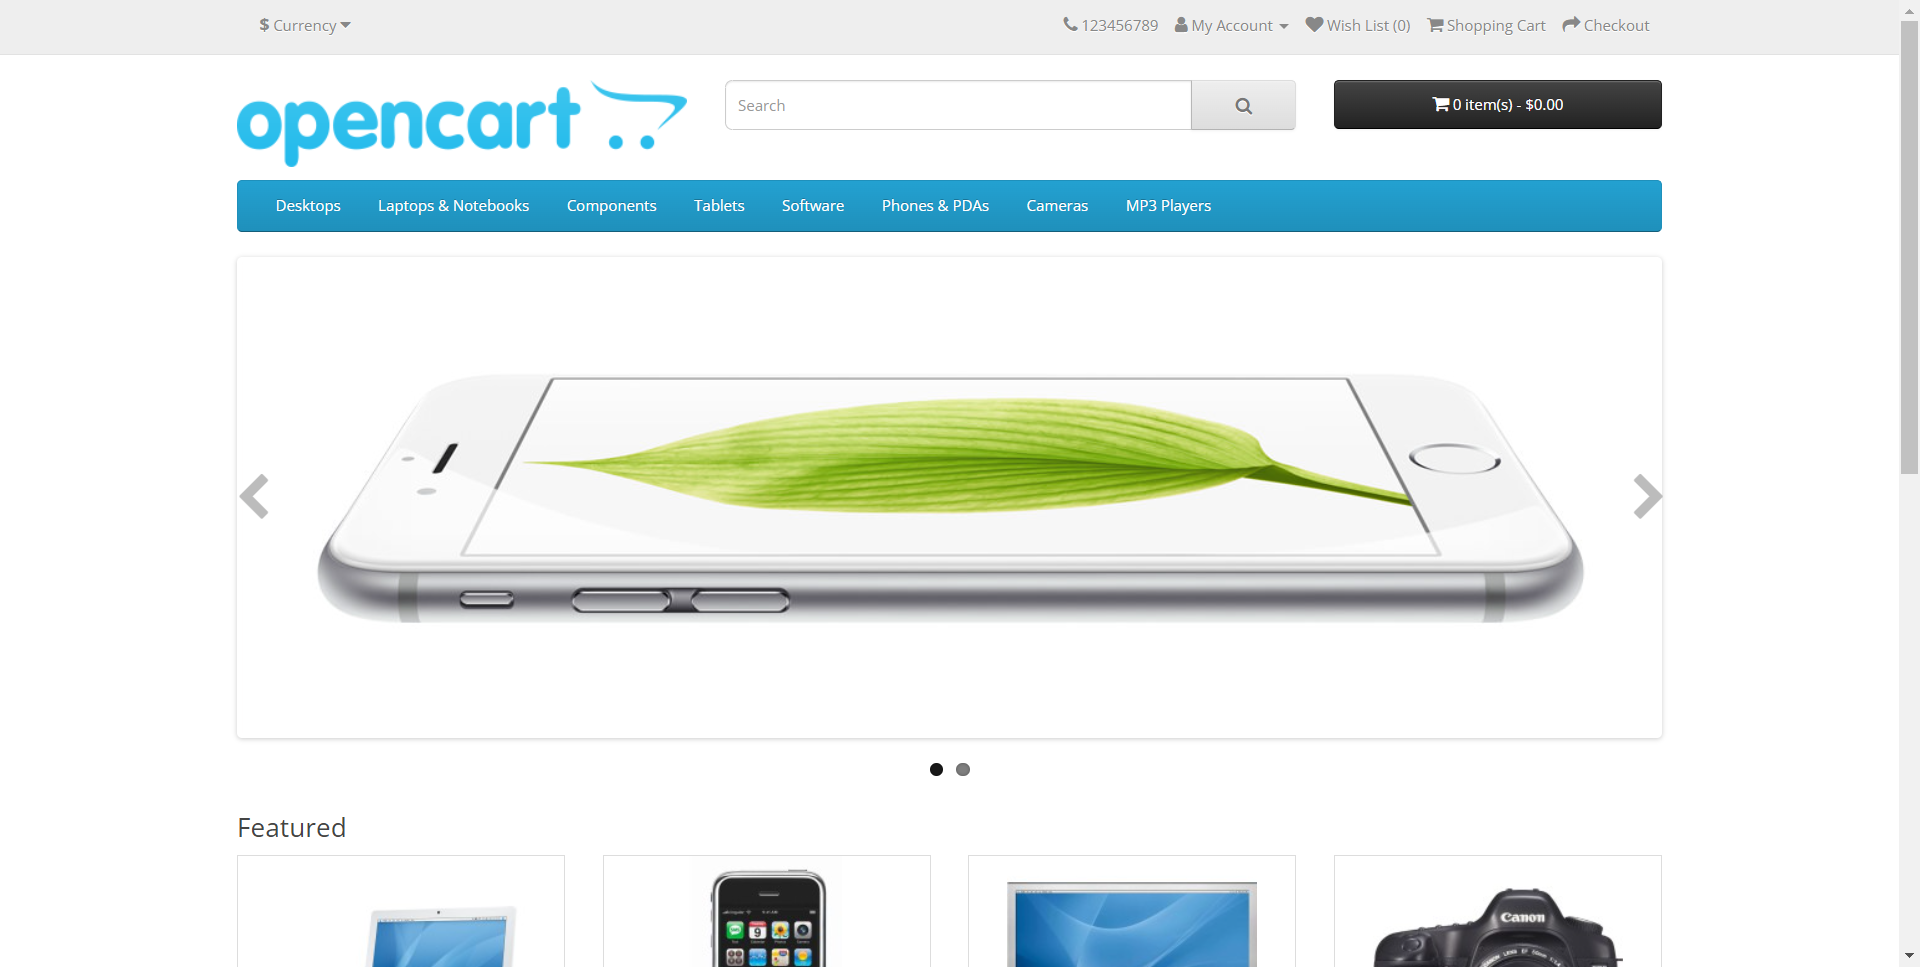 $ Currency
123456789 My Account Wish List (0) Shopping Cart Checkout
opencart
Search
0 item(s) - $0.00
Desktops Laptops & Notebooks Components Tablets Software Phones & PDAs Cameras MP3 Players
Featured
9
Canon